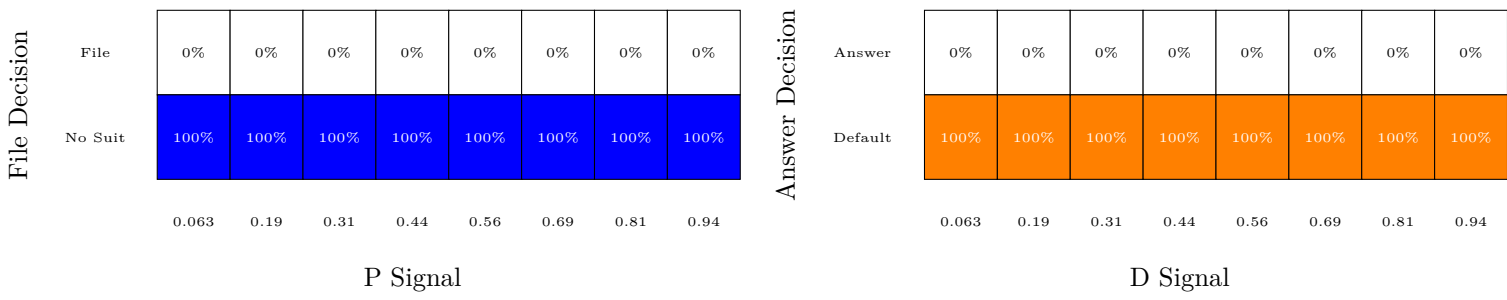 File Decision
File 0% 0% 0% 0% 0% 0% 0% 0%
No Suit 100% 100% 100% 100% 100% 100% 100% 100%
0.063 0.19 0.31 0.44 0.56 0.69 0.81 0.94
P Signal
Answer Decision
Answer 0% 0% 0% 0% 0% 0% 0% 0%
Default 100% 100% 100% 100% 100% 100% 100% 100%
0.063 0.19 0.31 0.44 0.56 0.69 0.81 0.94
D Signal